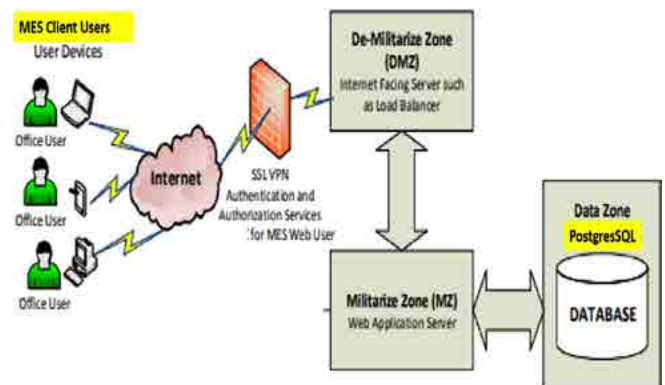 MES Client Users
User Devices
Office User
Office User
Office User
Internet
SSL VPN
Authentication and
Authorization Services
for MES Web User
De-Militarize Zone
(DMZ)
Internet Facing Server such
as Load Balancer
Militarize Zone (MZ)
Web Application Server
Data Zone
PostgresSQL
DATABASE